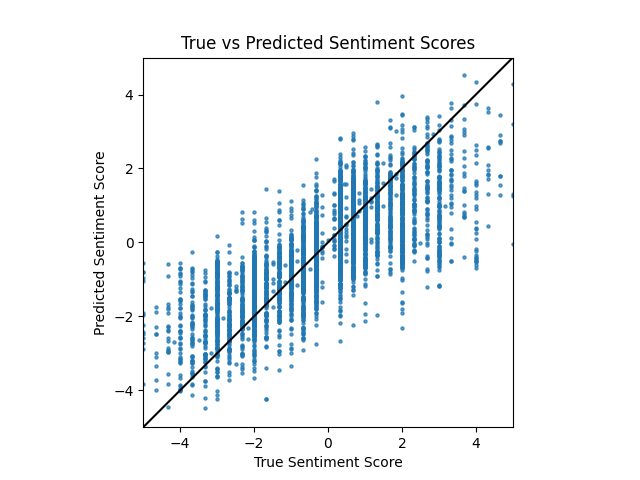 True vs Predicted Sentiment Scores
Predicted Sentiment Score
4
2
0
−2
−4
−4 −2 0 2 4
True Sentiment Score